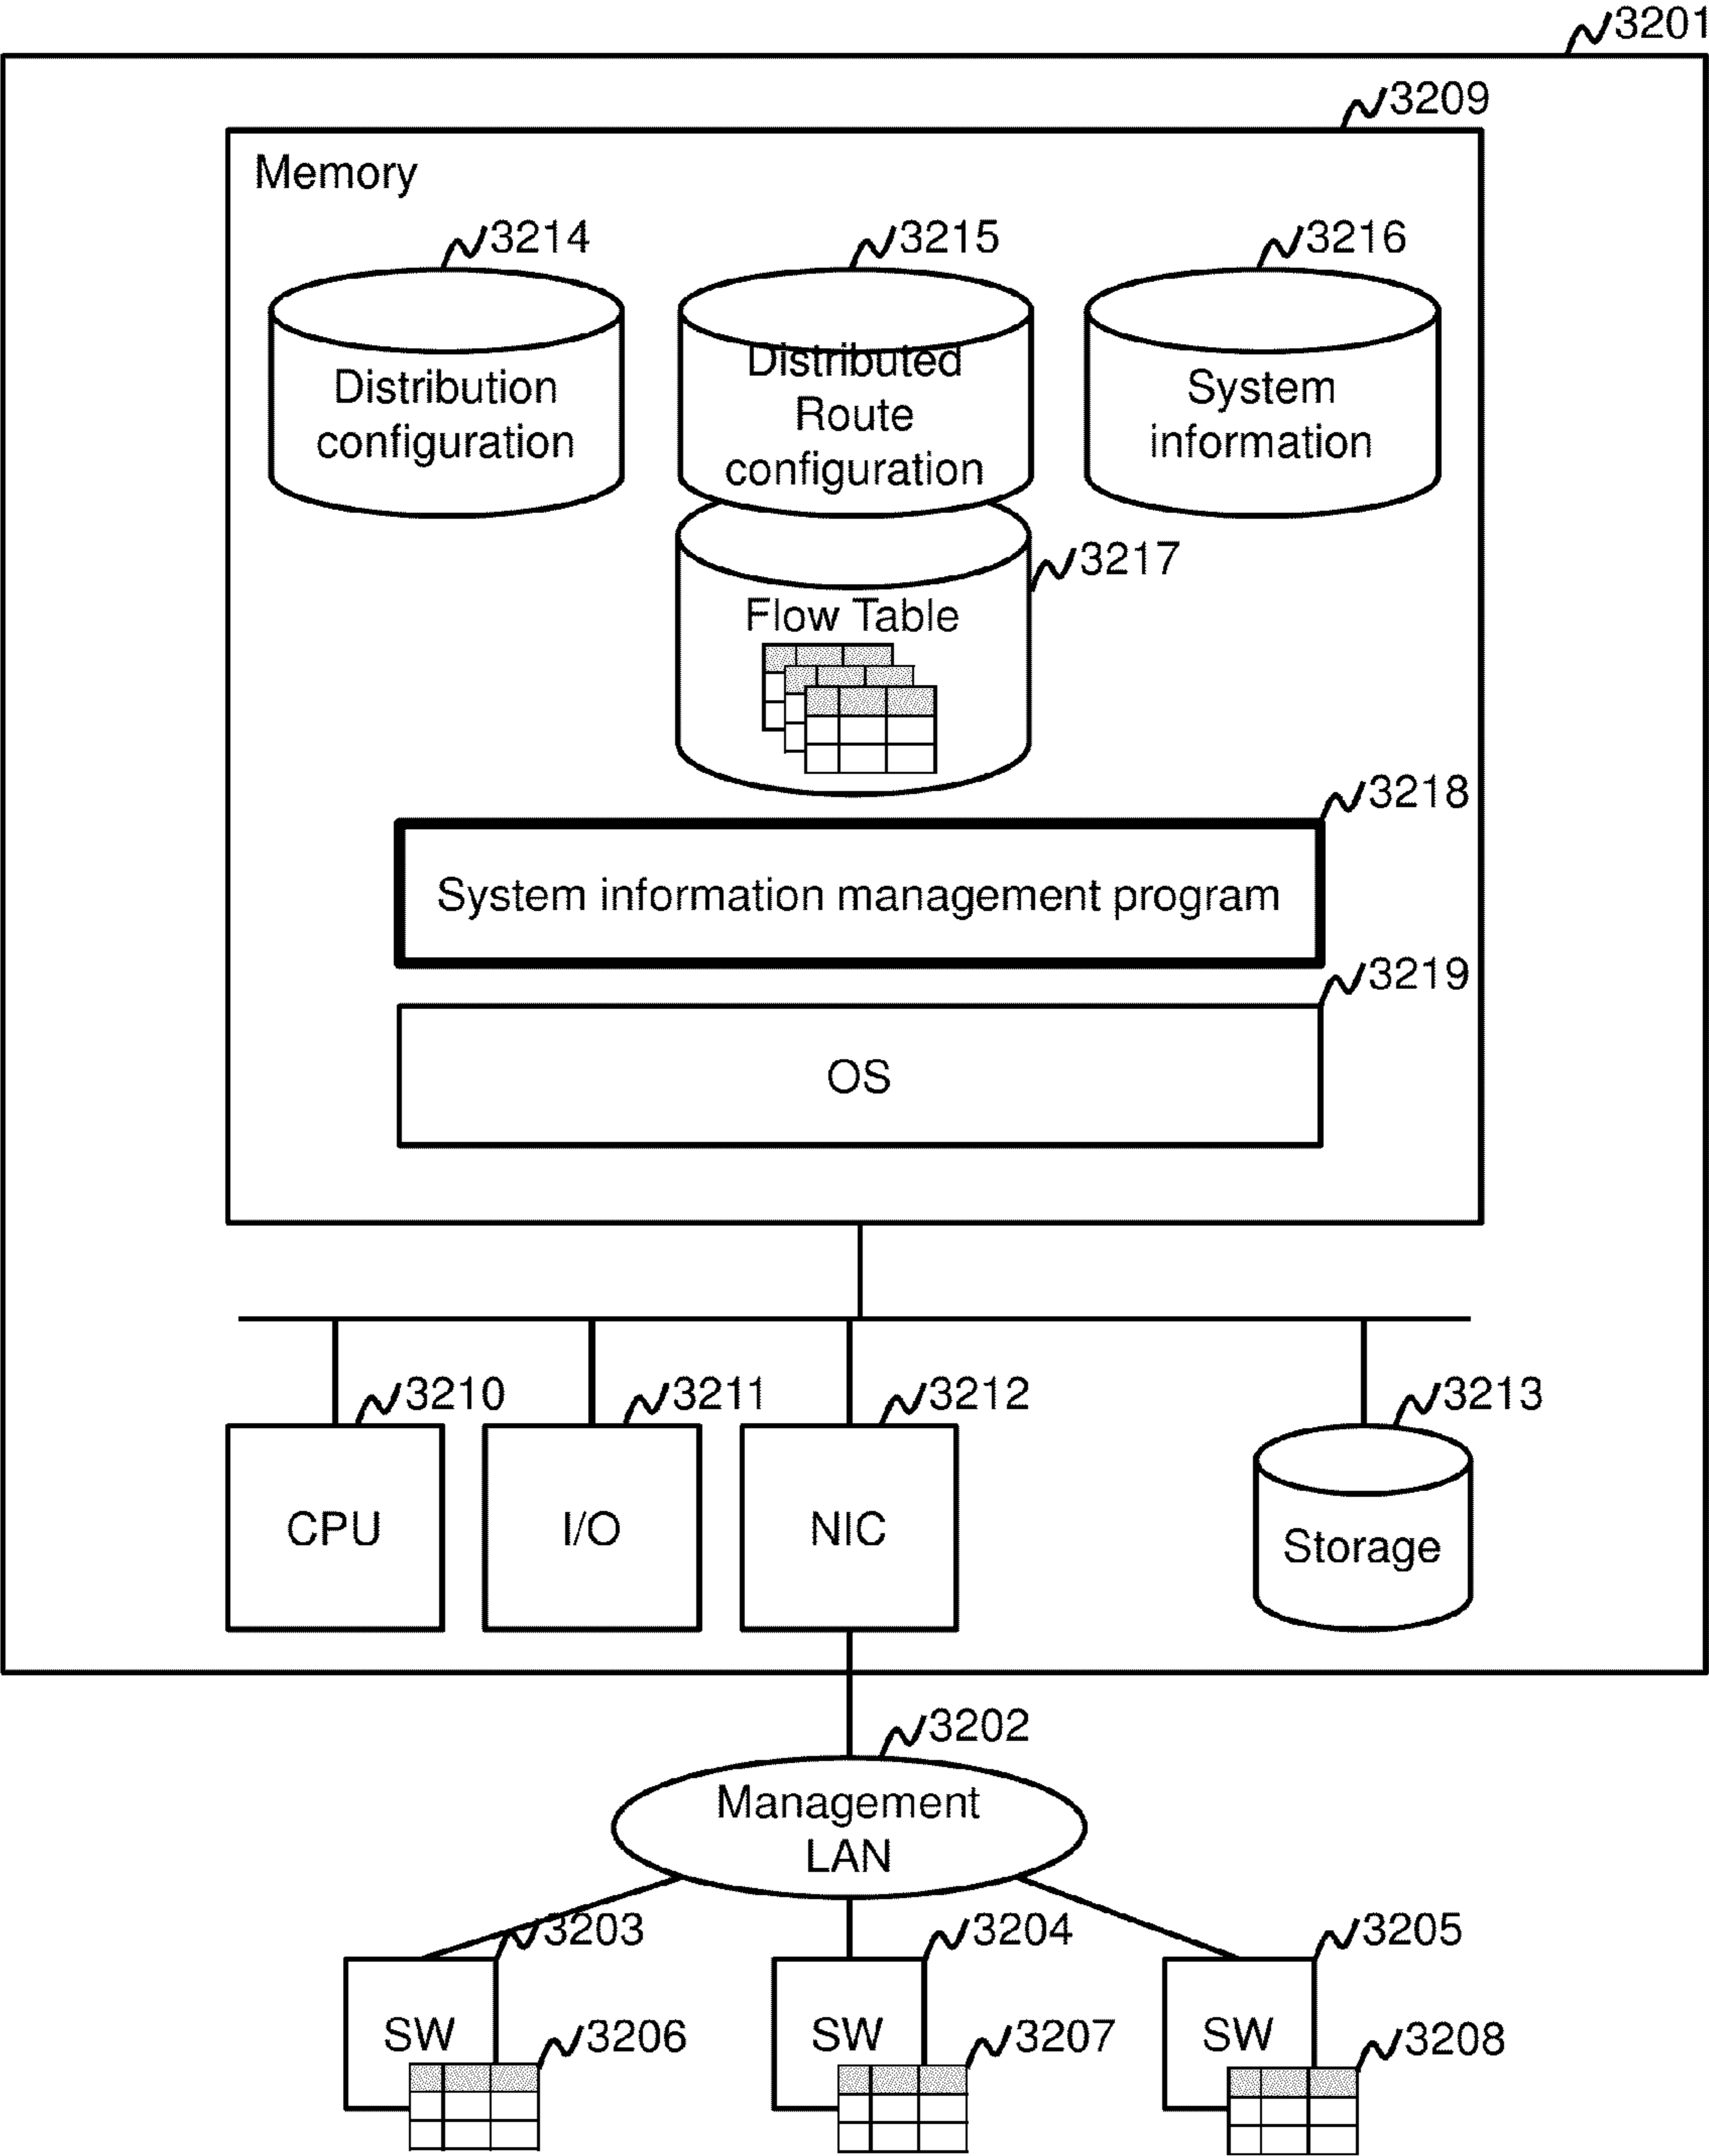 3201
3209
Memory
3214
3215
3216
Distribution
configuration
Distributed
Route
configuration
System
information
3217
Flow Table
3218
System information management program
3219
OS
3210
3211
3212
3213
CPU
I/O
NIC
Storage
3202
Management
LAN
3203
3204
3205
SW
SW
SW
3206
3207
3208